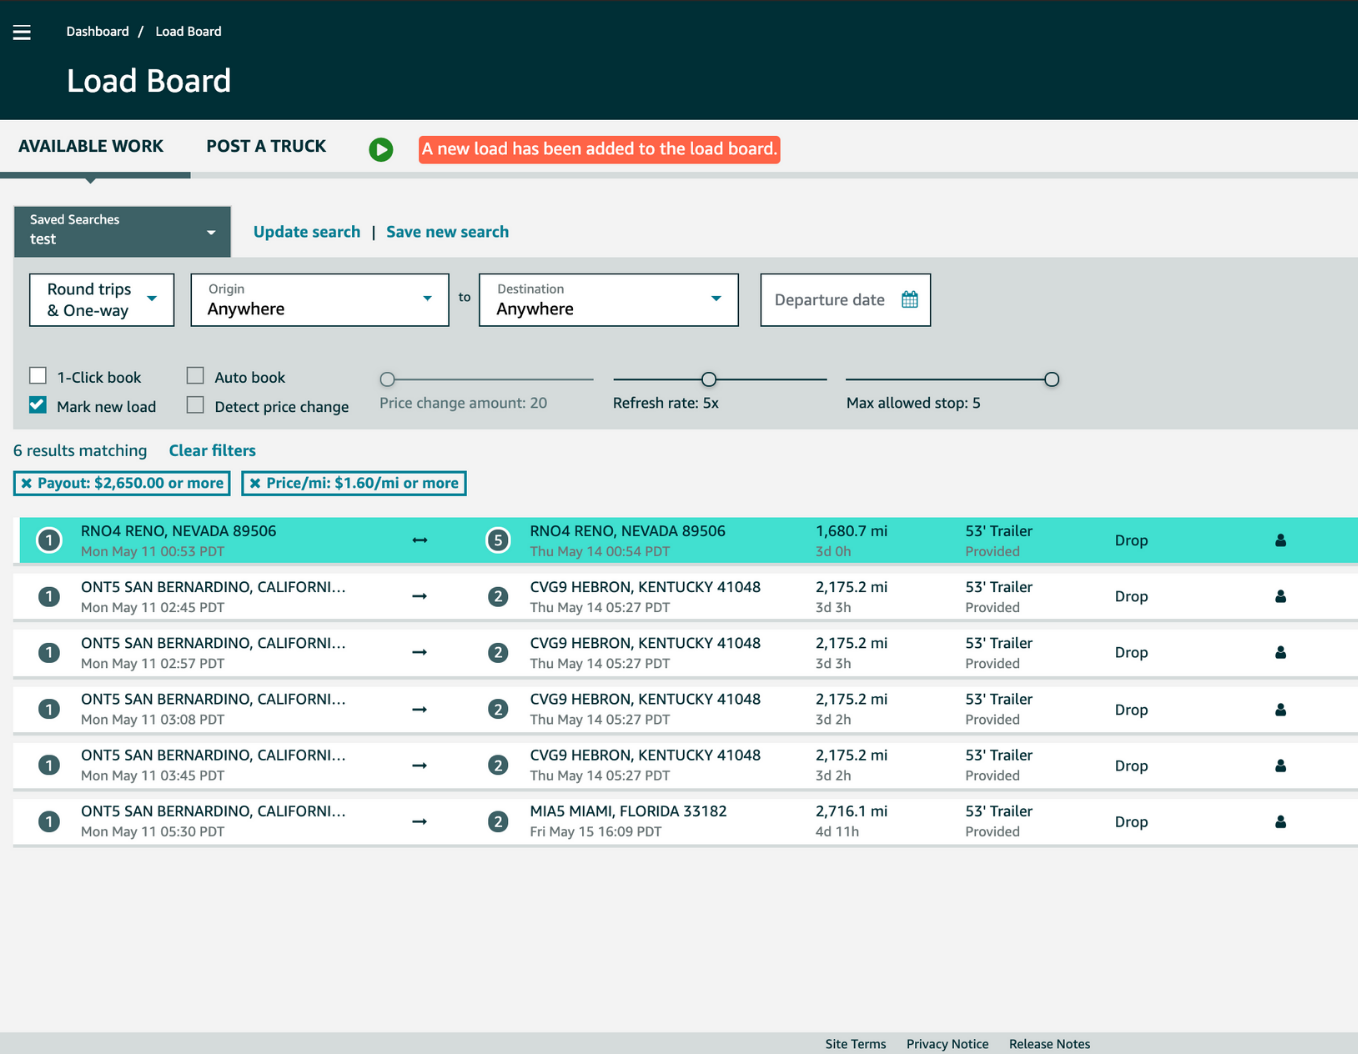 Dashboard / Load Board
Load Board
AVAILABLE WORK POST A TRUCK A new load has been added to the load board.
Saved Searches
test
Update search | Save new search
Round trips
& One-way
Origin
Anywhere
to
Destination
Anywhere
Departure date
1-Click book Auto book
Mark new load Detect price change
Price change amount: 20 Refresh rate: 5x Max allowed stop: 5
6 results matching Clear filters
× Payout: $2,650.00 or more × Price/mi: $1.60/mi or more
1 RNO4 RENO, NEVADA 89506 ↔ 5 RNO4 RENO, NEVADA 89506 1,680.7 mi 53' Trailer Drop
Mon May 11 00:53 PDT Thu May 14 00:54 PDT 3d 0h Provided
1 ONT5 SAN BERNARDINO, CALIFORNI... → 2 CVG9 HEBRON, KENTUCKY 41048 2,175.2 mi 53' Trailer Drop
Mon May 11 02:45 PDT Thu May 14 05:27 PDT 3d 3h Provided
1 ONT5 SAN BERNARDINO, CALIFORNI... → 2 CVG9 HEBRON, KENTUCKY 41048 2,175.2 mi 53' Trailer Drop
Mon May 11 02:57 PDT Thu May 14 05:27 PDT 3d 3h Provided
1 ONT5 SAN BERNARDINO, CALIFORNI... → 2 CVG9 HEBRON, KENTUCKY 41048 2,175.2 mi 53' Trailer Drop
Mon May 11 03:08 PDT Thu May 14 05:27 PDT 3d 2h Provided
1 ONT5 SAN BERNARDINO, CALIFORNI... → 2 CVG9 HEBRON, KENTUCKY 41048 2,175.2 mi 53' Trailer Drop
Mon May 11 03:45 PDT Thu May 14 05:27 PDT 3d 2h Provided
1 ONT5 SAN BERNARDINO, CALIFORNI... → 2 MIA5 MIAMI, FLORIDA 33182 2,716.1 mi 53' Trailer Drop
Mon May 11 05:30 PDT Fri May 15 16:09 PDT 4d 11h Provided
Site Terms Privacy Notice Release Notes